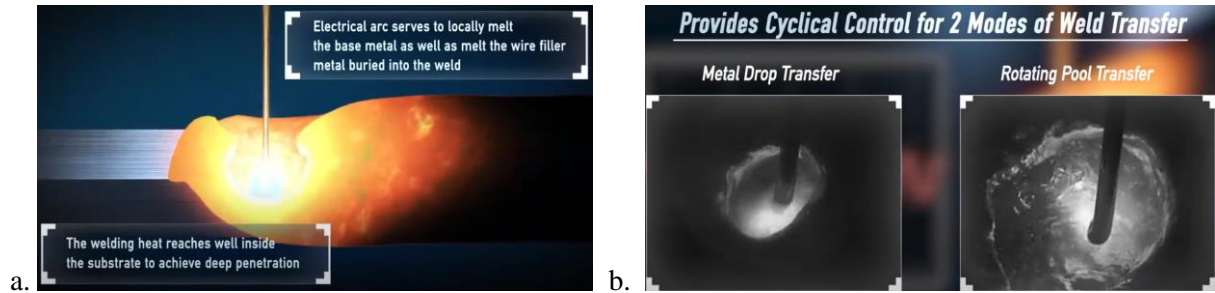 Electrical arc serves to locally melt
the base metal as well as melt the wire filler
metal buried into the weld
The welding heat reaches well inside
the substrate to achieve deep penetration
a.
Provides Cyclical Control for 2 Modes of Weld Transfer
Metal Drop Transfer
Rotating Pool Transfer
b.